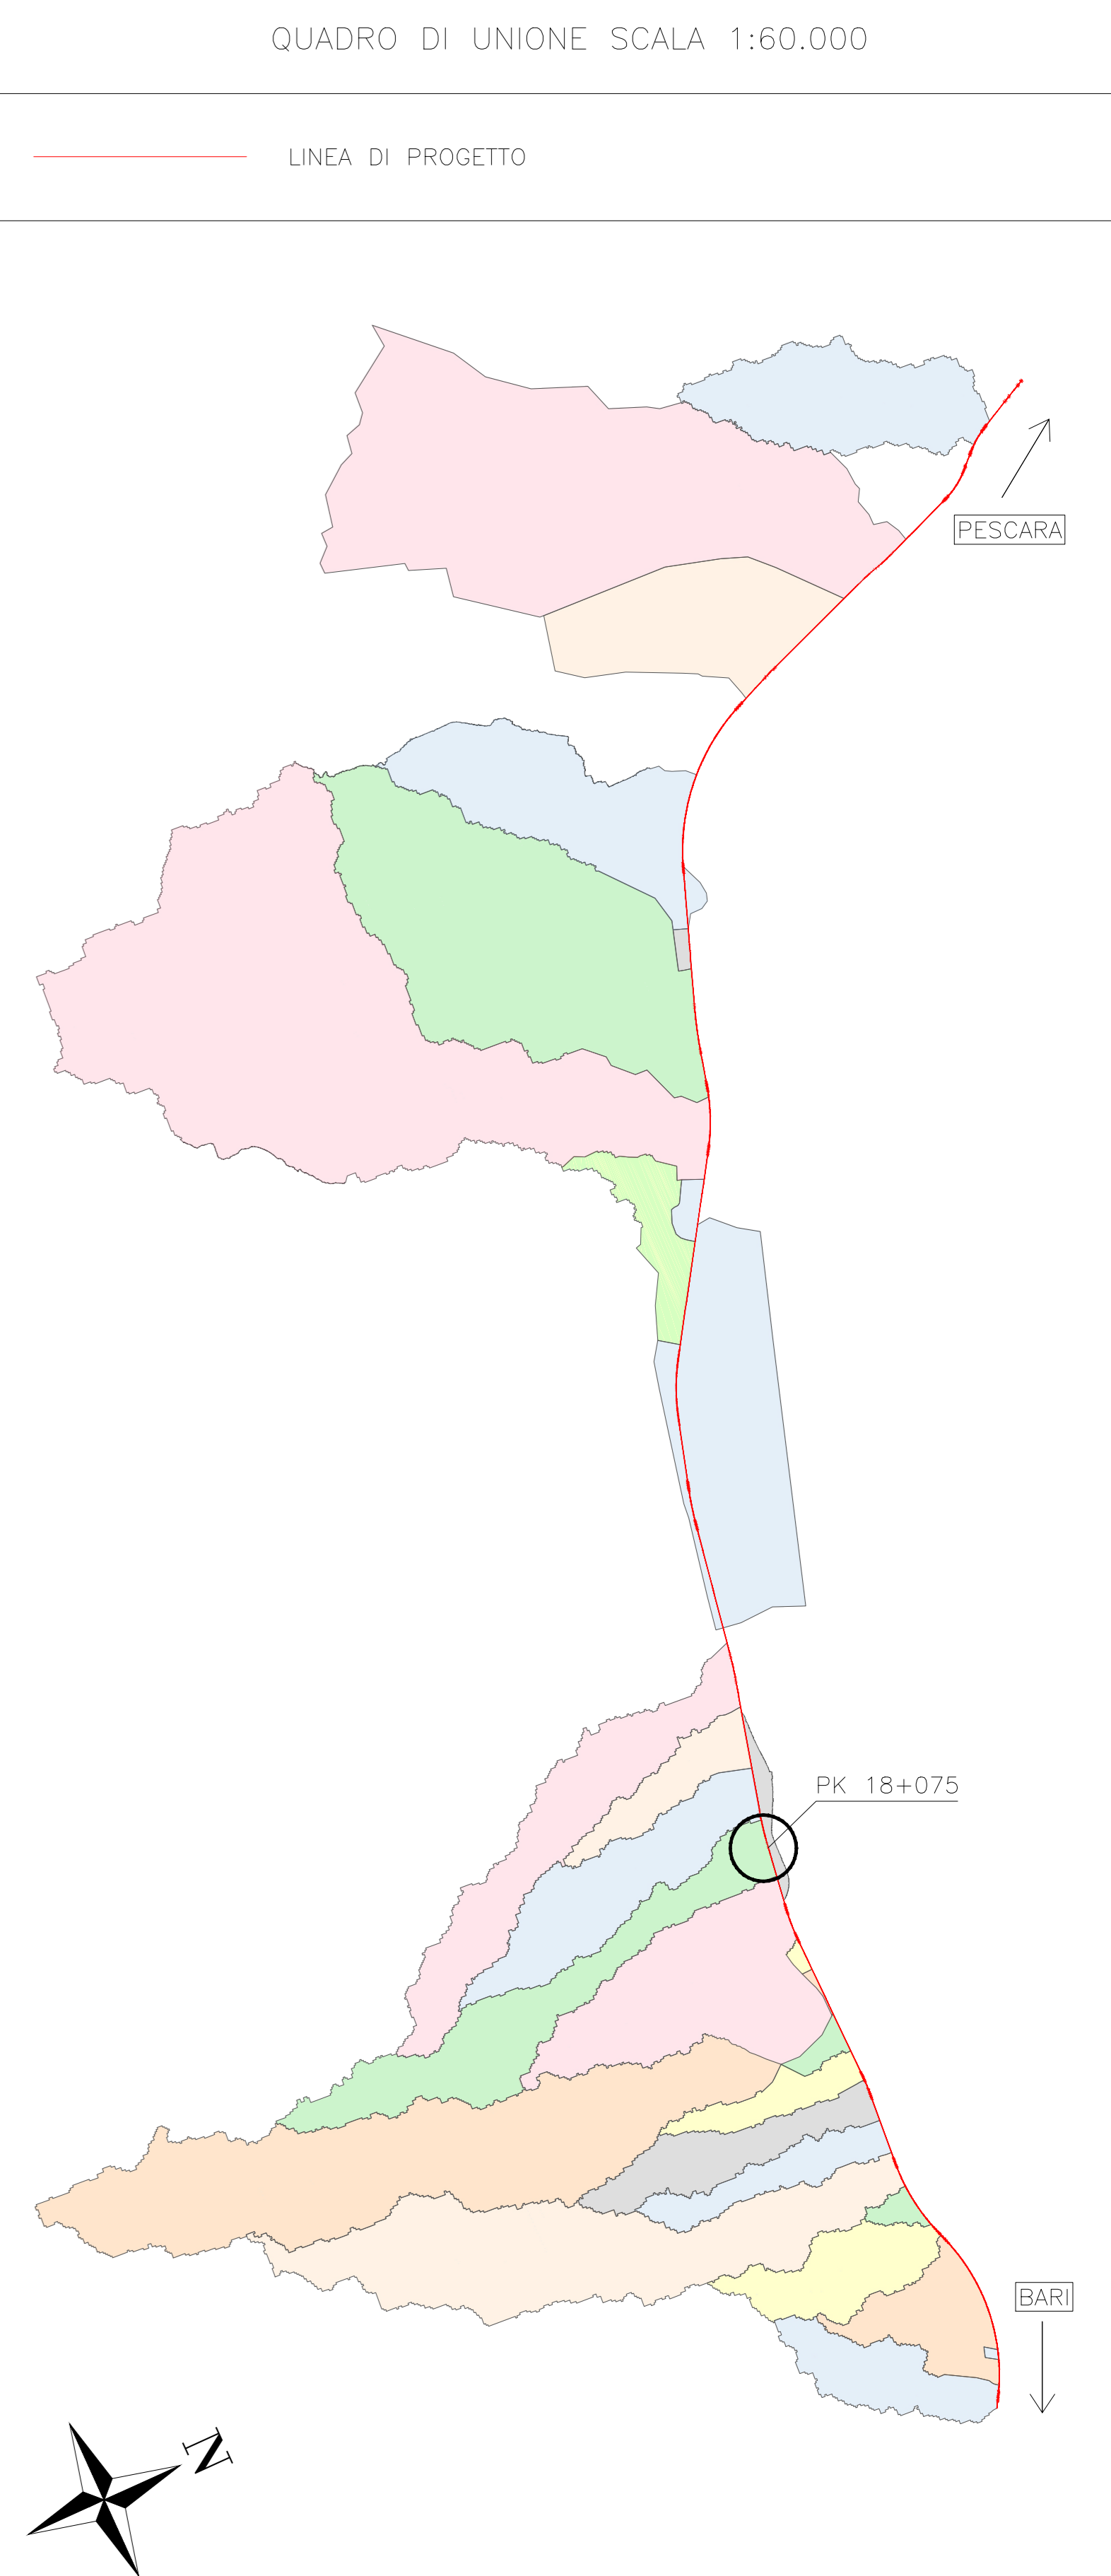 QUADRO DI UNIONE SCALA 1:60.000
LINEA DI PROGETTO
PESCARA
PK 18+075
BARI
N